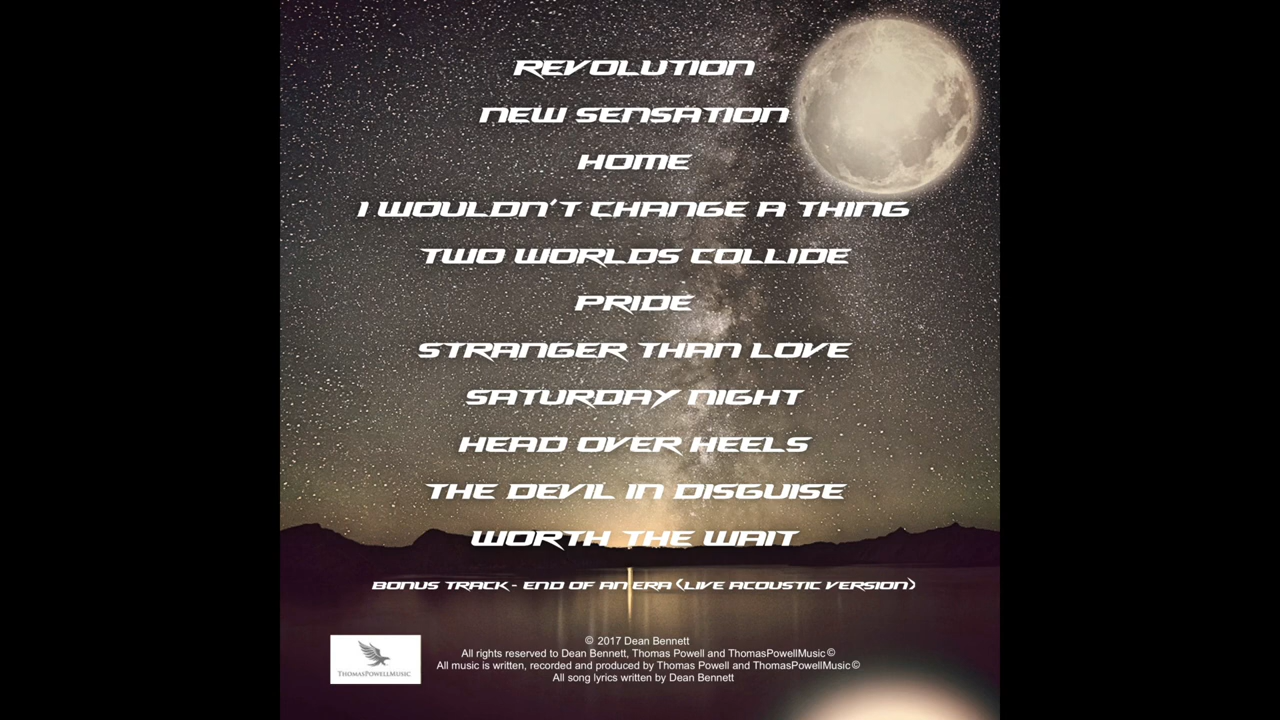 REVOLUTION
NEW SENSATION
HOME
I WOULDN'T CHANGE A THING
TWO WORLDS COLLIDE
PRIDE
STRANGER THAN LOVE
SATURDAY NIGHT
HEAD OVER HEELS
THE DEVIL IN DISGUISE
WORTH THE WAIT
BONUS TRACK - END OF AN ERA (LIVE ACOUSTIC VERSION)
© 2017 Dean Bennett
All rights reserved to Dean Bennett, Thomas Powell and ThomasPowellMusic©
All music is written, recorded and produced by Thomas Powell and ThomasPowellMusic©
All song lyrics written by Dean Bennett
THOMASPOWELLMUSIC